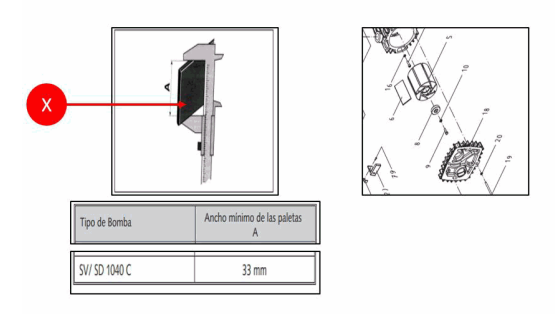 X
A
5
10
16
6
18
8
20
9
19
Tipo de Bomba
Ancho mínimo de las paletas
A
SV/ SD 1040 C
33 mm